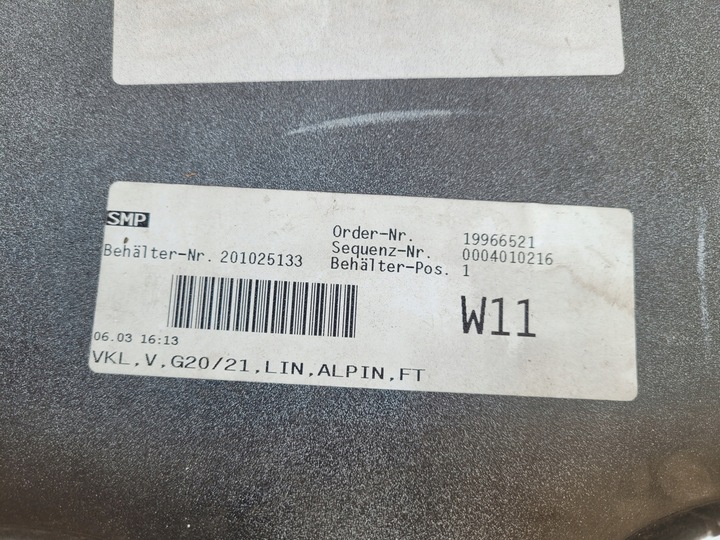 SMP
Order-Nr. 19966521
Sequenz-Nr. 0004010216
Behälter-Nr. 201025133 Behälter-Pos. 1
W11
06.03 16:13
VKL,V,G20/21,LIN,ALPIN,FT